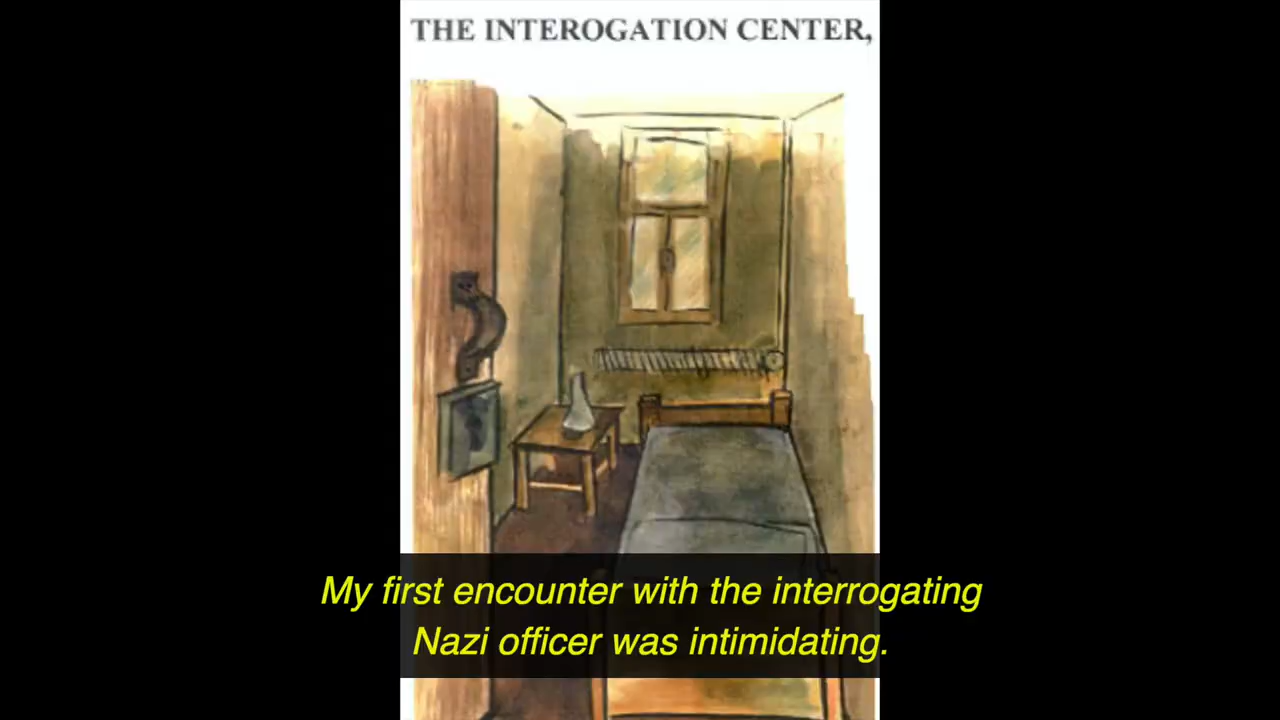 THE INTEROGATION CENTER,
My first encounter with the interrogating
Nazi officer was intimidating.